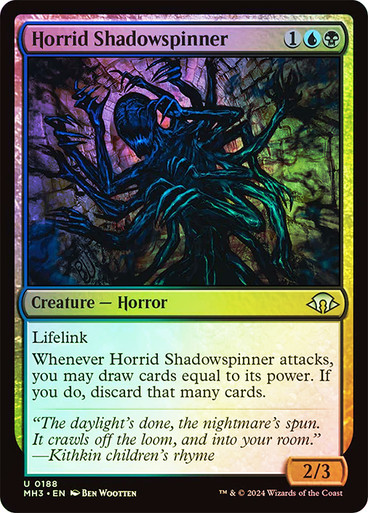 Horrid Shadowspinner 1
Creature — Horror
Lifelink
Whenever Horrid Shadowspinner attacks,
you may draw cards equal to its power. If
you do, discard that many cards.
“The daylight’s done, the nightmare’s spun.
It crawls off the loom, and into your room.”
—Kithkin children’s rhyme
2/3
U 0188
MH3 • EN Ben Wootten ™ & © 2024 Wizards of the Coast